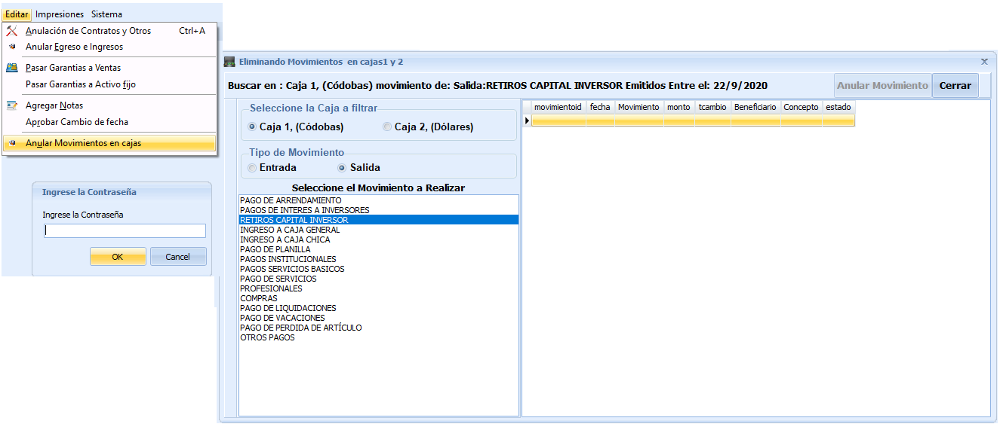 Editar Impresiones Sistema
Anulación de Contratos y Otros Ctrl+A
Anular Egreso e Ingresos
Pasar Garantias a Ventas
Pasar Garantias a Activo fijo
Agregar Notas
Aprobar Cambio de fecha
Anular Movimientos en cajas
Ingrese la Contraseña
Ingrese la Contraseña
OK Cancel
Eliminando Movimientos en cajas1 y 2 x
Buscar en : Caja 1, (Códobas) movimiento de: Salida:RETIROS CAPITAL INVERSOR Emitidos Entre el: 22/9/2020
Anular Movimiento Cerrar
Seleccione la Caja a filtrar
Caja 1, (Códobas) Caja 2, (Dólares)
Tipo de Movimiento
Entrada Salida
Seleccione el Movimiento a Realizar
PAGO DE ARRENDAMIENTO
PAGOS DE INTERES A INVERSORES
RETIROS CAPITAL INVERSOR
INGRESO A CAJA GENERAL
INGRESO A CAJA CHICA
PAGO DE PLANILLA
PAGOS INSTITUCIONALES
PAGOS SERVICIOS BASICOS
PAGO DE SERVICIOS
PROFESIONALES
COMPRAS
PAGO DE LIQUIDACIONES
PAGO DE VACACIONES
PAGO DE PERDIDA DE ARTÍCULO
OTROS PAGOS
movimientoid fecha Movimiento monto tcambio Beneficiario Concepto estado